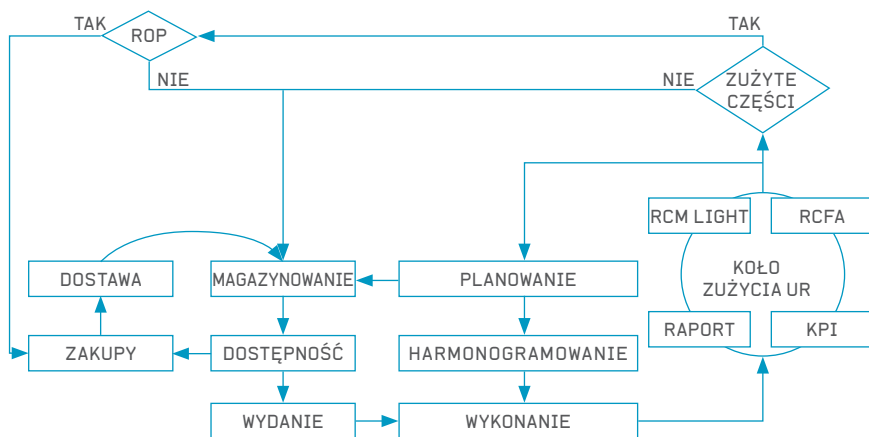 TAK
ROP
TAK
NIE
NIE
ZUŻYTE
CZĘŚCI
RCM LIGHT
RCFA
DOSTAWA
MAGAZYNOWANIE
PLANOWANIE
KOŁO
ZUŻYCIA UR
RAPORT
KPI
ZAKUPY
DOSTĘPNOŚĆ
HARMONOGRAMOWANIE
WYDANIE
WYKONANIE